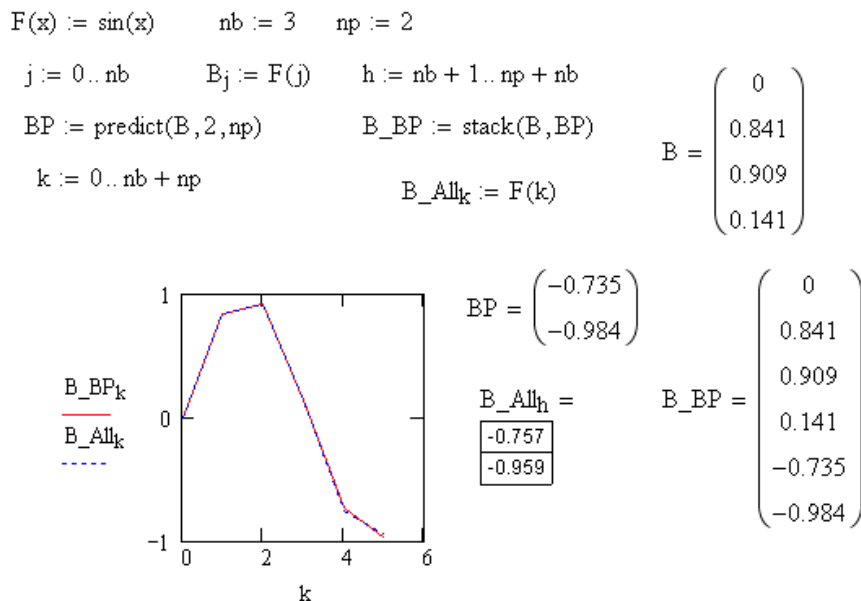 F(x) := sin(x) nb := 3 np := 2
j := 0.. nb B_j := F(j) h := nb + 1.. np + nb
BP := predict(B,2,np) B_BP := stack(B,BP)
k := 0.. nb + np B_All_k := F(k)
B =
0
0.841
0.909
0.141
B_BP_k
B_All_k
1
0
−1
0 2 4 6
k
BP =
−0.735
−0.984
B_All_h =
-0.757
-0.959
B_BP =
0
0.841
0.909
0.141
−0.735
−0.984